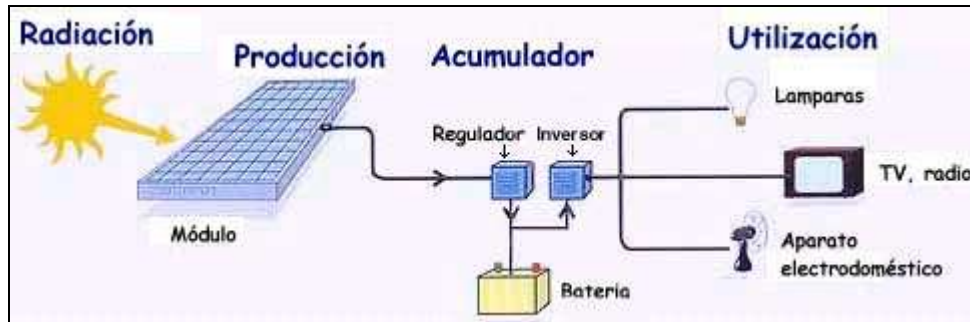 Radiación
Producción
Acumulador
Utilización
Lamparas
Regulador
Inversor
TV, radio
Módulo
Bateria
Aparato
electrodoméstico